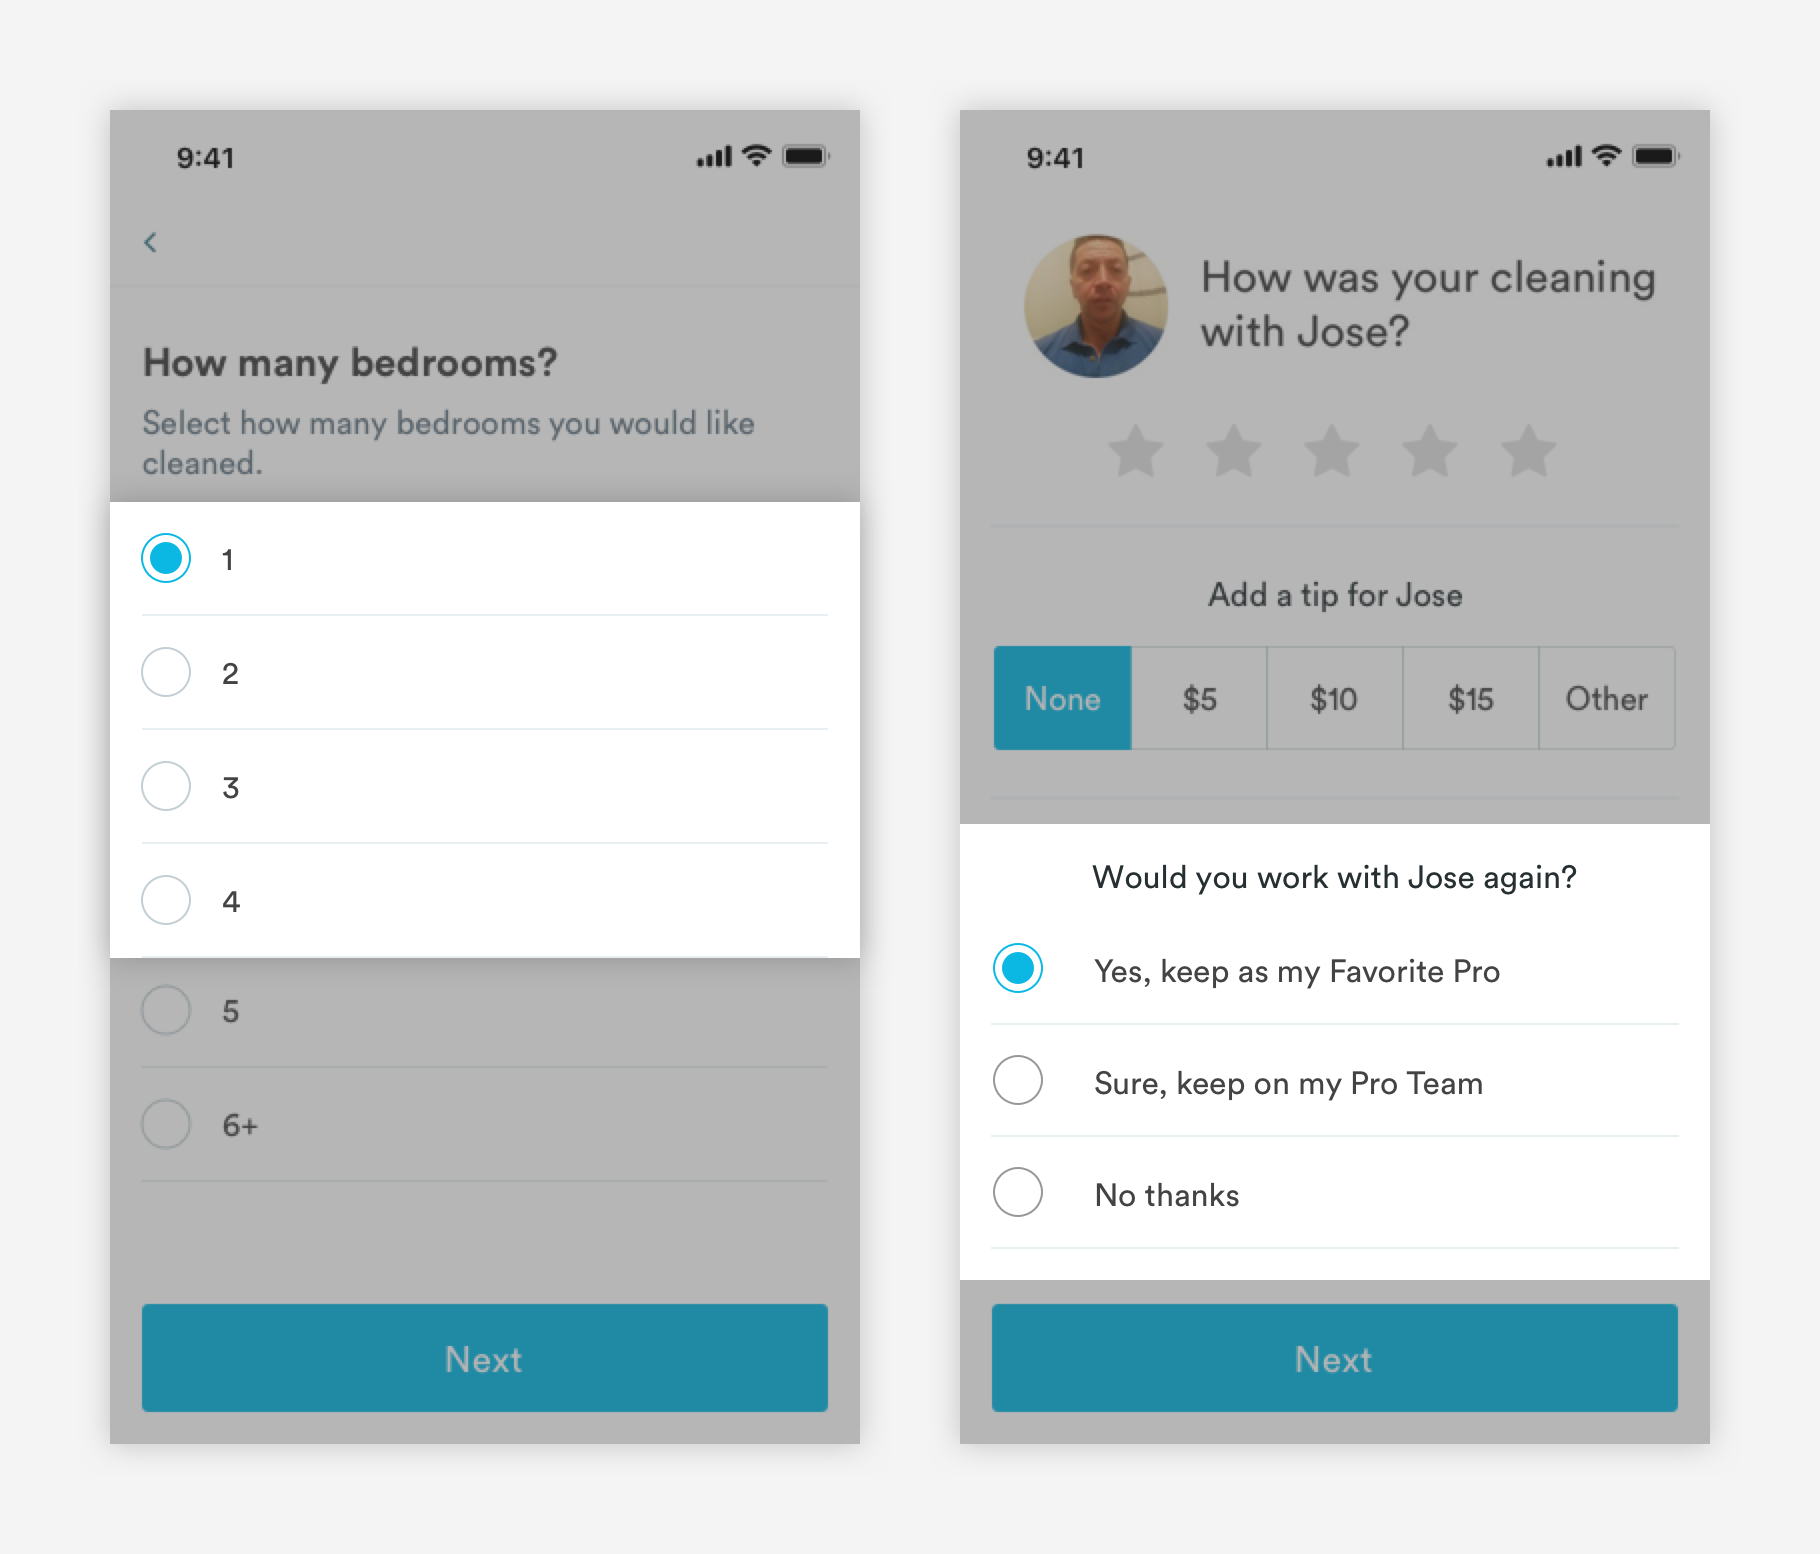 9:41
How many bedrooms?
Select how many bedrooms you would like
cleaned.
1
2
3
4
5
6+
Next
9:41
How was your cleaning
with Jose?
Add a tip for Jose
None $5 $10 $15 Other
Would you work with Jose again?
Yes, keep as my Favorite Pro
Sure, keep on my Pro Team
No thanks
Next